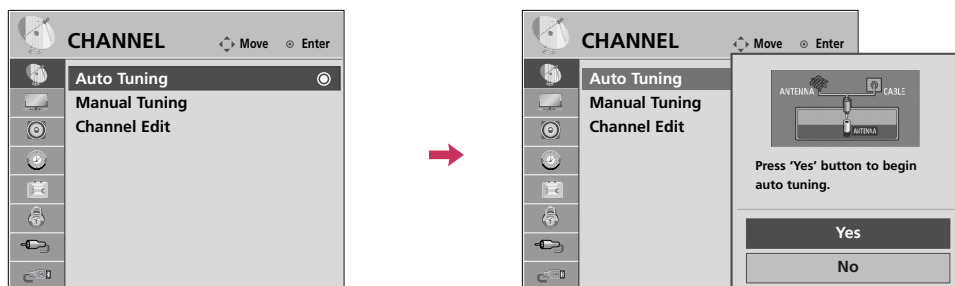 CHANNEL Move Enter
Auto Tuning
Manual Tuning
Channel Edit
CHANNEL Move Enter
Auto Tuning
Manual Tuning
Channel Edit
ANTENNA CABLE
ANTENNA
Press ‘Yes’ button to begin
auto tuning.
Yes
No